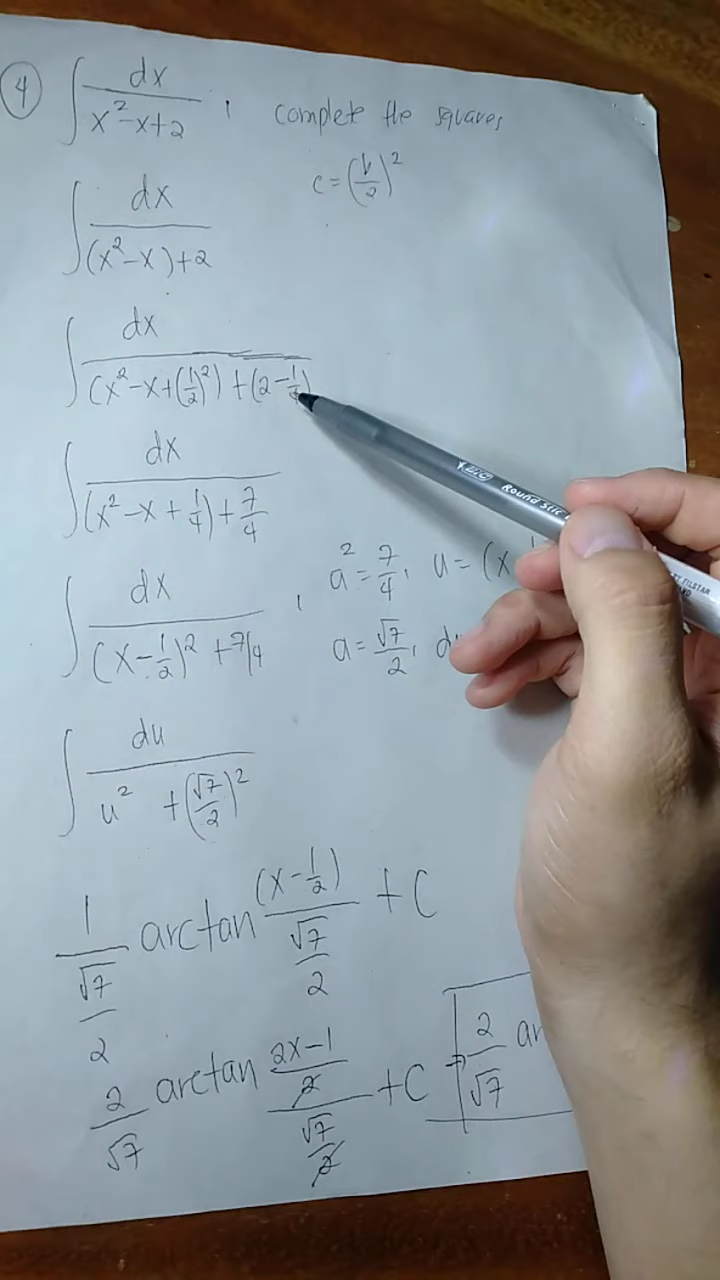 ④ ∫ dx / (x² - x + 2) , complete the squares
c = (b/2)²
∫ dx / ((x² - x) + 2)
∫ dx / ((x² - x + (1/2)²) + (2 - 1/4))
∫ dx / ((x² - x + 1/4) + 7/4)
∫ dx / ((x - 1/2)² + 7/4) , a² = 7/4, u = (x
a = √7/2,
∫ du / (u² + (√7/2)²)
1/(√7/2) arctan (x - 1/2)/(√7/2) + C
2/√7 arctan ((2x - 1)/2)/(√7/2) + C
2/√7 ar
BIC Round Stic